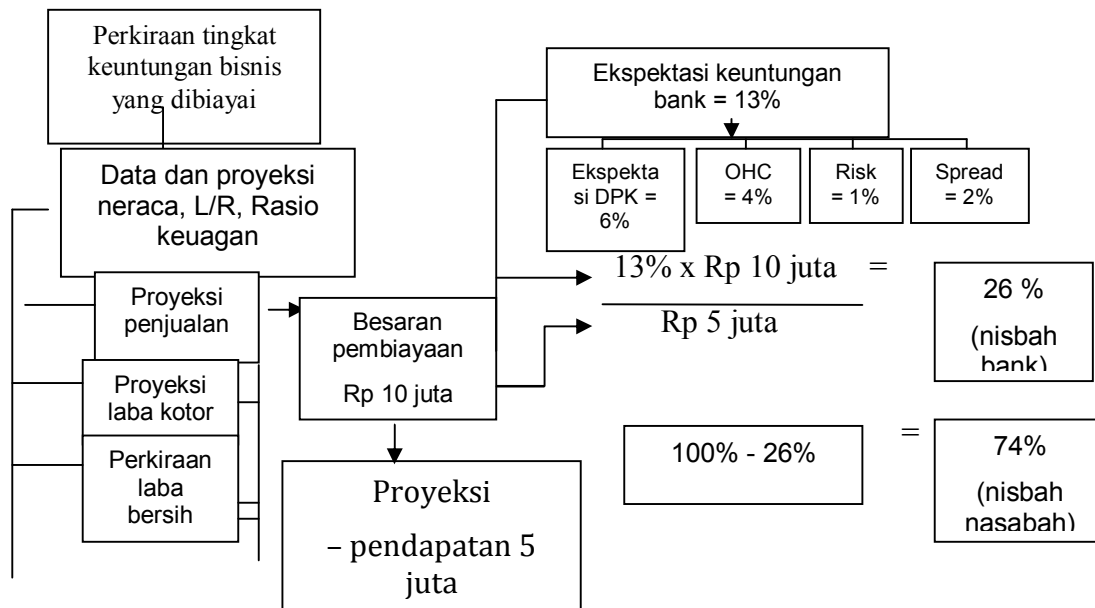 Perkiraan tingkat
keuntungan bisnis
yang dibiayai
Data dan proyeksi
neraca, L/R, Rasio
keuagan
Proyeksi
penjualan
Proyeksi
laba kotor
Perkiraan
laba
bersih
Besaran
pembiayaan
Rp 10 juta
Proyeksi
– pendapatan 5
juta
Ekspektasi keuntungan
bank = 13%
Ekspekta
si DPK =
6%
OHC
= 4%
Risk
= 1%
Spread
= 2%
13% x Rp 10 juta =
Rp 5 juta
26 %
(nisbah
bank)
100% - 26%
=
74%
(nisbah
nasabah)